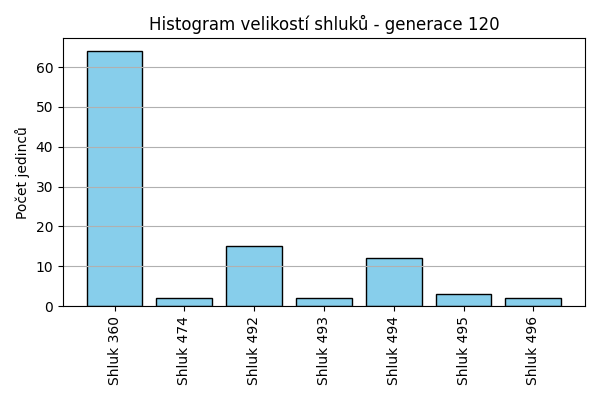 Histogram velikostí shluků - generace 120
Počet jedinců
60
50
40
30
20
10
0
Shluk 360
Shluk 474
Shluk 492
Shluk 493
Shluk 494
Shluk 495
Shluk 496